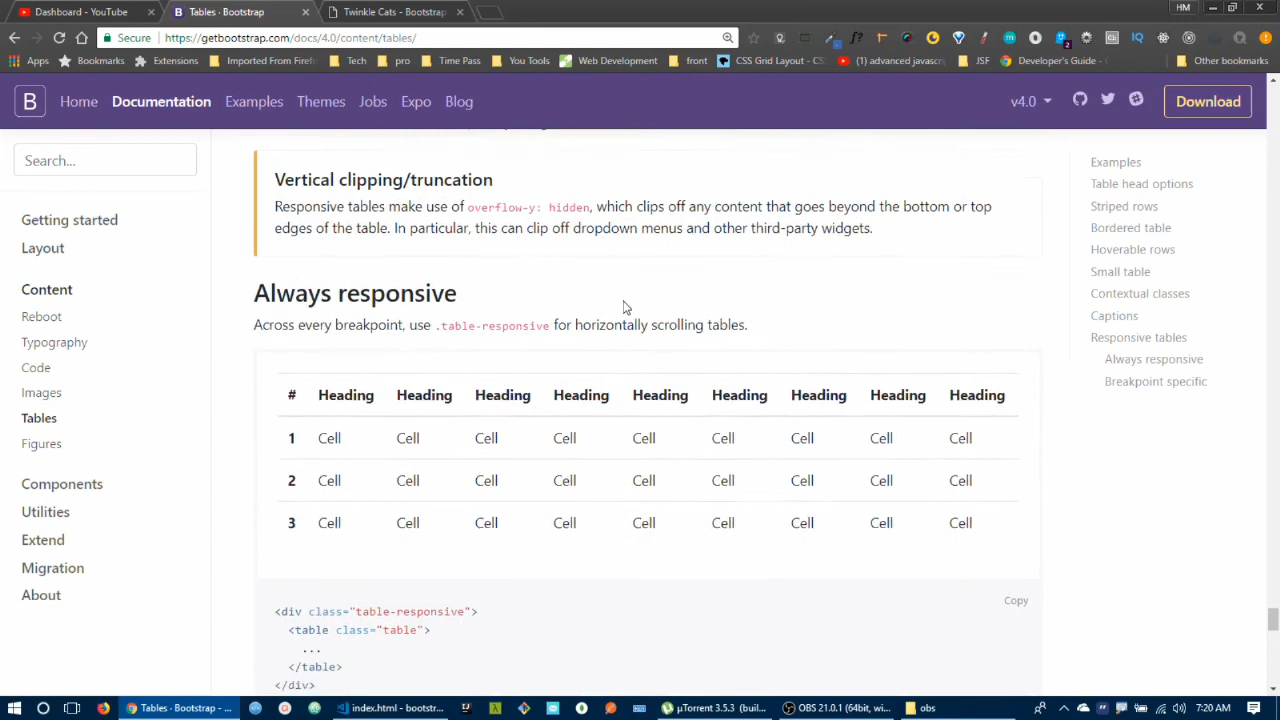 Dashboard - YouTube
Tables · Bootstrap
Twinkle Cats - Bootstrap
HM
Secure
https://getbootstrap.com/docs/4.0/content/tables/
Apps
Bookmarks
Extensions
Imported From Firef
Tech
pro
Time Pass
You Tools
Web Development
front
CSS Grid Layout - CS
(1) advanced javascri
JSF
Developer's Guide -
Other bookmarks
B
Home
Documentation
Examples
Themes
Jobs
Expo
Blog
v4.0
Download
Search...
Getting started
Layout
Content
Reboot
Typography
Code
Images
Tables
Figures
Components
Utilities
Extend
Migration
About
Vertical clipping/truncation
Responsive tables make use of overflow-y: hidden, which clips off any content that goes beyond the bottom or top
edges of the table. In particular, this can clip off dropdown menus and other third-party widgets.
Always responsive
Across every breakpoint, use .table-responsive for horizontally scrolling tables.
# Heading Heading Heading Heading Heading Heading Heading Heading Heading
1 Cell Cell Cell Cell Cell Cell Cell Cell Cell
2 Cell Cell Cell Cell Cell Cell Cell Cell Cell
3 Cell Cell Cell Cell Cell Cell Cell Cell Cell
Copy
<div class="table-responsive">
<table class="table">
...
</table>
</div>
Examples
Table head options
Striped rows
Bordered table
Hoverable rows
Small table
Contextual classes
Captions
Responsive tables
Always responsive
Breakpoint specific
Tables · Bootstrap - ...
index.html - bootstr...
µTorrent 3.5.3 (buil...
OBS 21.0.1 (64bit, wi...
obs
7:20 AM